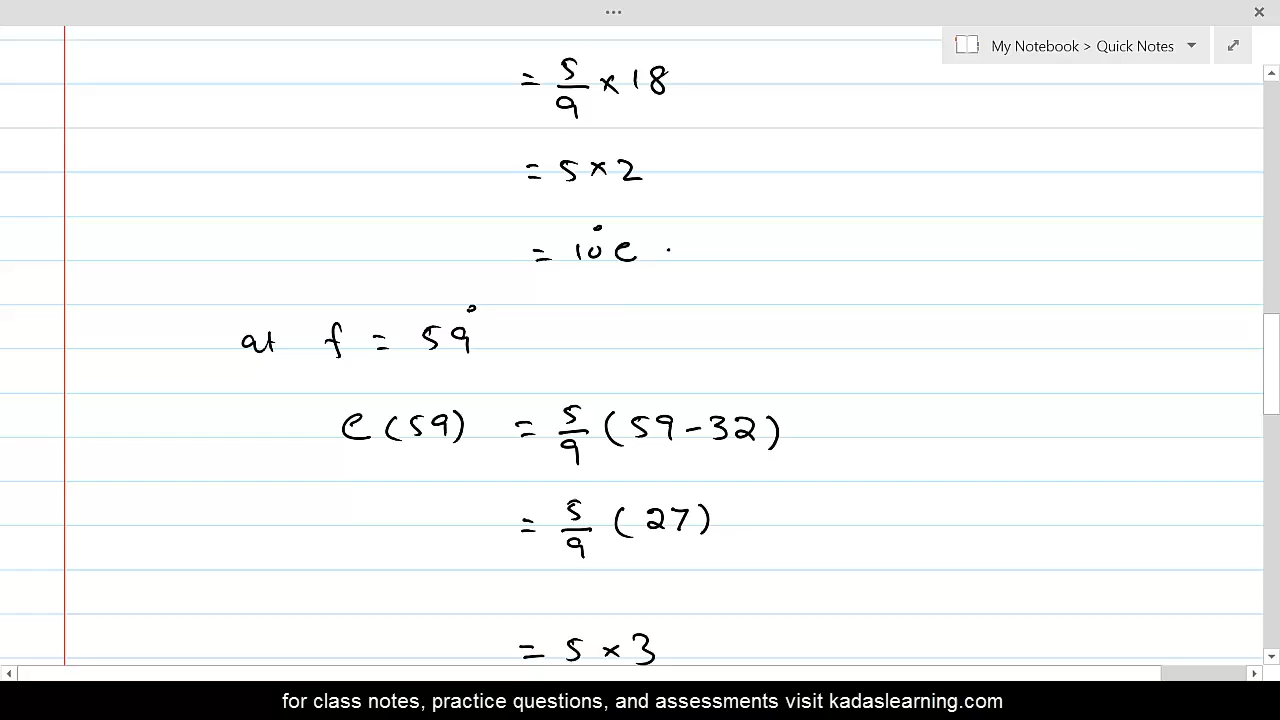 My Notebook > Quick Notes
= 5/9 × 18
= 5 × 2
= 10°C .
at f = 59°
C(59) = 5/9 (59-32)
= 5/9 (27)
= 5 × 3
for class notes, practice questions, and assessments visit kadaslearning.com